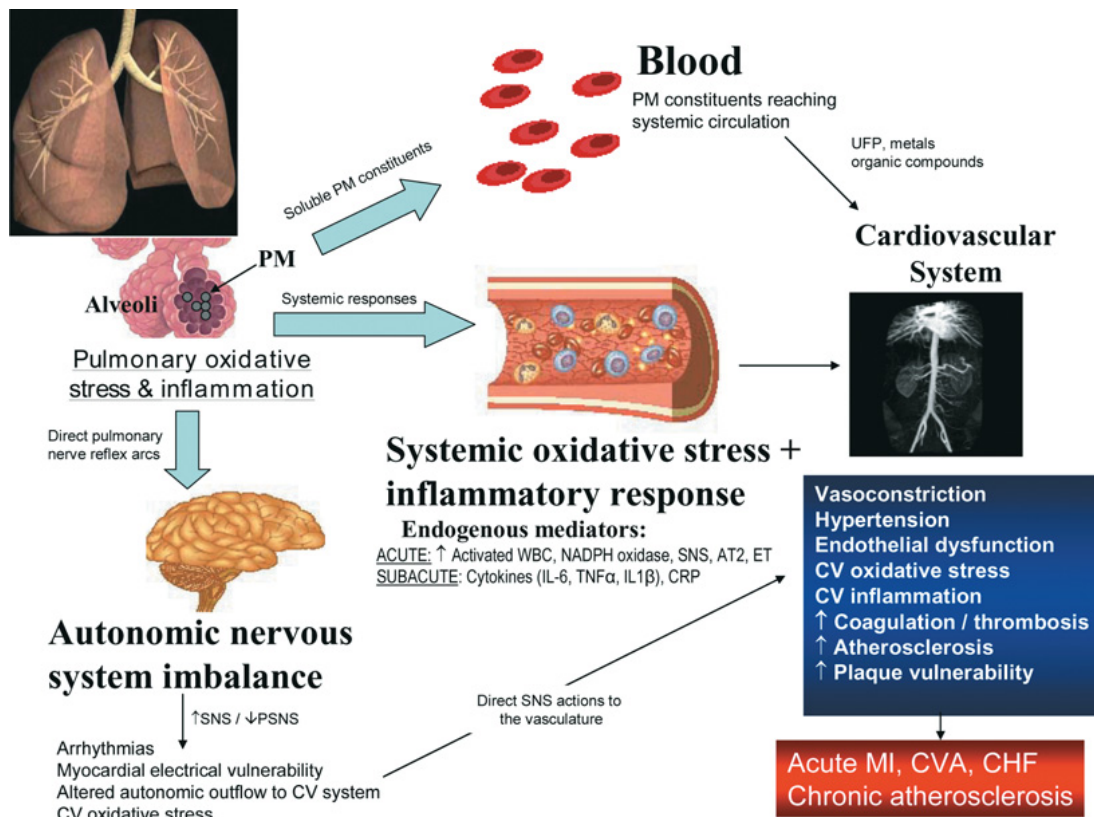 Blood
PM constituents reaching
systemic circulation
UFP, metals
organic compounds
Soluble PM constituents
Cardiovascular
System
PM
Alveoli
Systemic responses
Pulmonary oxidative
stress & inflammation
Direct pulmonary
nerve reflex arcs
Systemic oxidative stress +
inflammatory response
Endogenous mediators:
ACUTE: ↑ Activated WBC, NADPH oxidase, SNS, AT2, ET
SUBACUTE: Cytokines (IL-6, TNFα, IL1β), CRP
Vasoconstriction
Hypertension
Endothelial dysfunction
CV oxidative stress
CV inflammation
↑ Coagulation / thrombosis
↑ Atherosclerosis
↑ Plaque vulnerability
Autonomic nervous
system imbalance
↑SNS / ↓PSNS
Direct SNS actions to
the vasculature
Arrhythmias
Myocardial electrical vulnerability
Altered autonomic outflow to CV system
CV oxidative stress
Acute MI, CVA, CHF
Chronic atherosclerosis